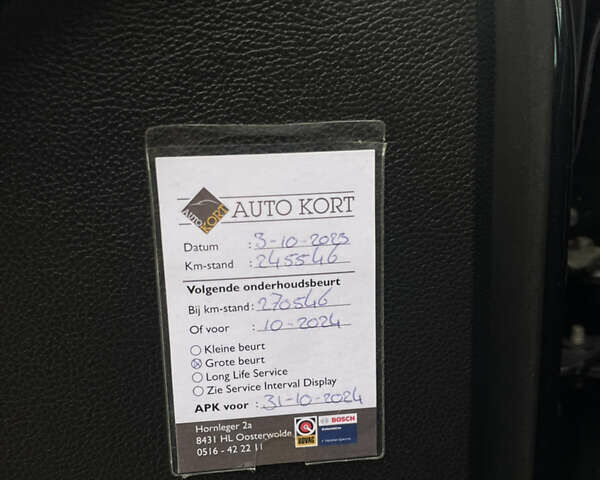 AUTO KORT
AUTO KORT
Datum : 3-10-2023
Km-stand : 245546
Volgende onderhoudsbeurt
Bij km-stand : 270546
Of voor : 10-2024
Kleine beurt
Grote beurt
Long Life Service
Zie Service Interval Display
APK voor : 31-10-2024
Hornleger 2a
8431 HL Oosterwolde
0516 - 42 22 11
BOVAG
BOSCH